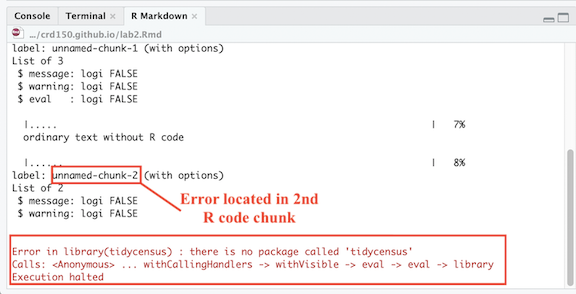 Console Terminal × R Markdown ×
.../crd150.github.io/lab2.Rmd
label: unnamed-chunk-1 (with options)
List of 3
$ message: logi FALSE
$ warning: logi FALSE
$ eval   : logi FALSE
|..... | 7%
ordinary text without R code
|...... | 8%
label: unnamed-chunk-2 (with options)
List of 2
$ message: logi FALSE
$ warning: logi FALSE
Error located in 2nd
R code chunk
Error in library(tidycensus) : there is no package called 'tidycensus'
Calls: <Anonymous> ... withCallingHandlers -> withVisible -> eval -> eval -> library
Execution halted